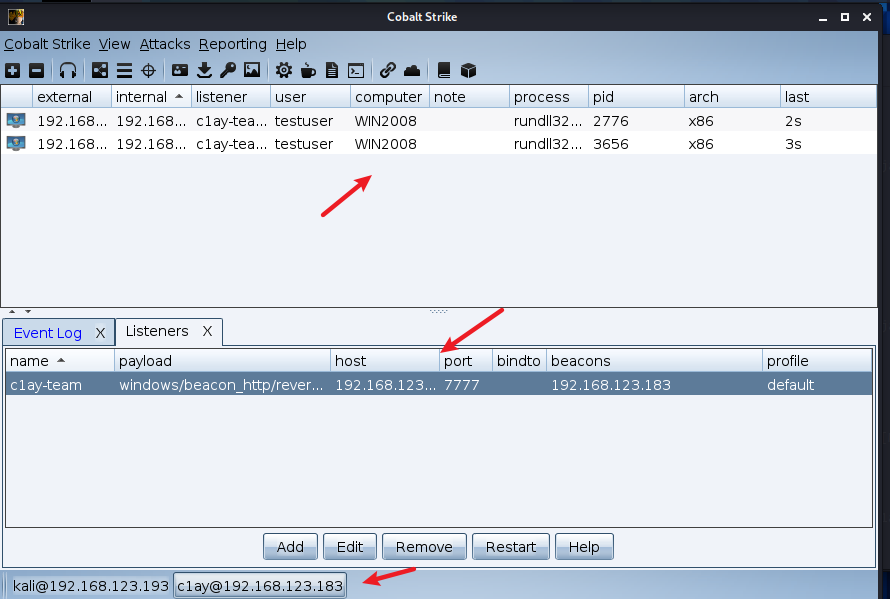 Cobalt Strike
Cobalt Strike View Attacks Reporting Help
external internal listener user computer note process pid arch last
192.168... 192.168... c1ay-tea... testuser WIN2008 rundll32... 2776 x86 2s
192.168... 192.168... c1ay-tea... testuser WIN2008 rundll32... 3656 x86 3s
Event Log X Listeners X
name payload host port bindto beacons profile
c1ay-team windows/beacon_http/rever... 192.168.123... 7777 192.168.123.183 default
Add Edit Remove Restart Help
kali@192.168.123.193 c1ay@192.168.123.183